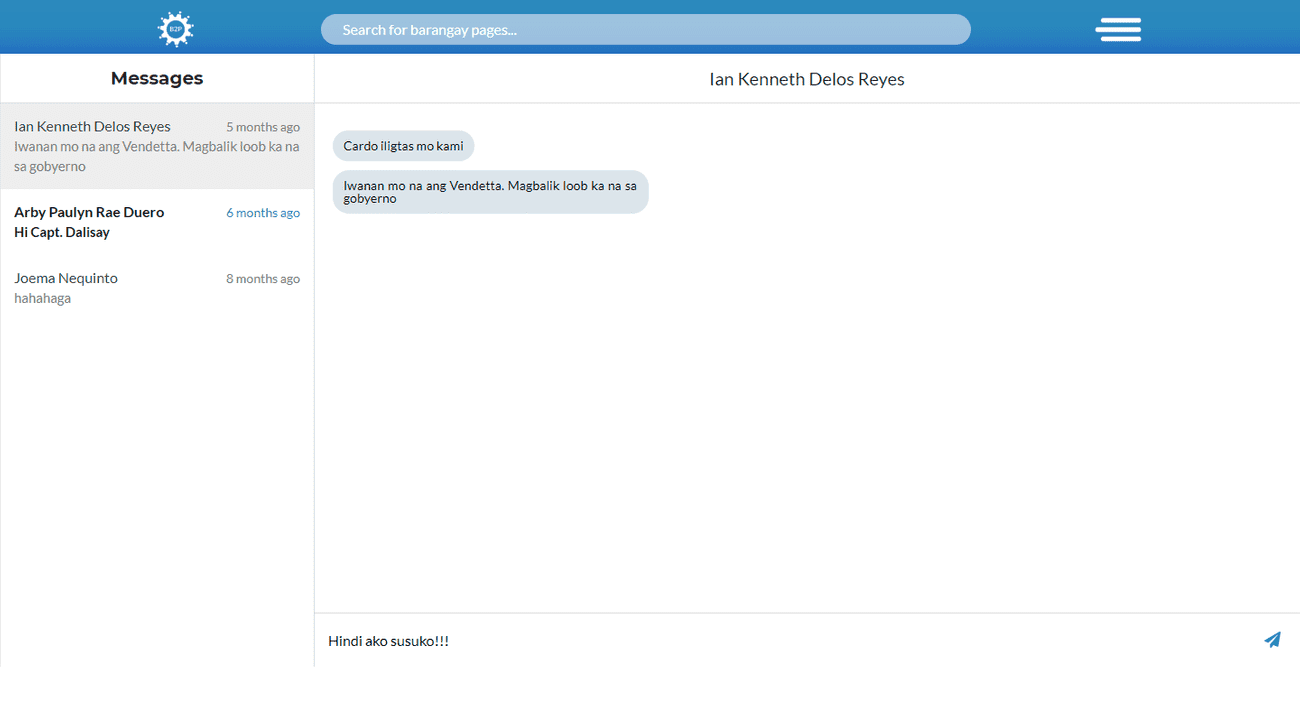 B2P
Search for barangay pages...
Messages
Ian Kenneth Delos Reyes
Ian Kenneth Delos Reyes 5 months ago
Iwanan mo na ang Vendetta. Magbalik loob ka na
sa gobyerno
Arby Paulyn Rae Duero 6 months ago
Hi Capt. Dalisay
Joema Nequinto 8 months ago
hahahaga
Cardo iligtas mo kami
Iwanan mo na ang Vendetta. Magbalik loob ka na sa
gobyerno
Hindi ako susuko!!!